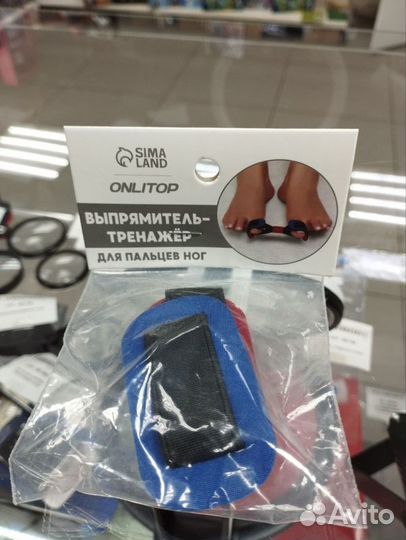 SIMA
LAND
ONLITOP
ВЫПРЯМИТЕЛЬ-
ТРЕНАЖЁР
ДЛЯ ПАЛЬЦЕВ НОГ
Avito